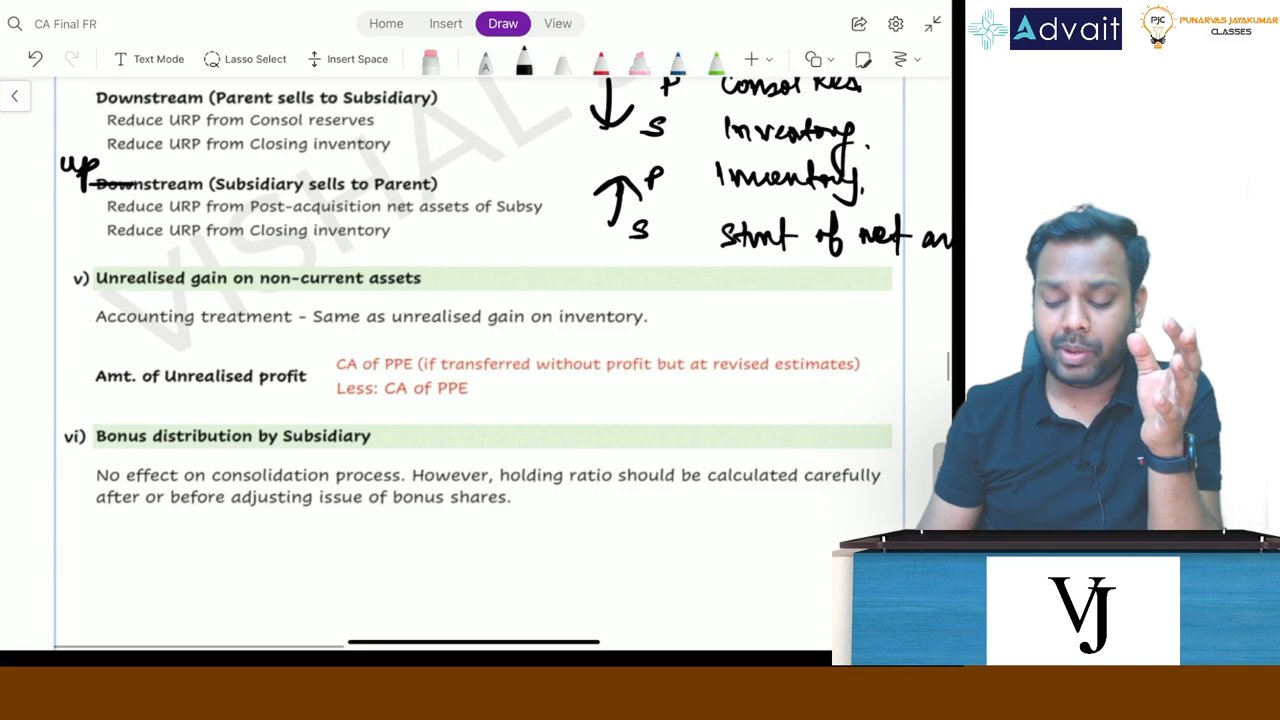 CA Final FR
Home Insert Draw View
Advait
PJC PUNARVAS JAYAKUMAR
CLASSES
Text Mode Lasso Select Insert Space
Downstream (Parent sells to Subsidiary)
Reduce URP from Consol reserves
Reduce URP from Closing inventory
P Consol Res.
S Inventory.
up
Downstream (Subsidiary sells to Parent)
Reduce URP from Post-acquisition net assets of Subsy
Reduce URP from Closing inventory
P Inventory.
S Stmt of net
v) Unrealised gain on non-current assets
Accounting treatment - Same as unrealised gain on inventory.
Amt. of Unrealised profit
CA of PPE (if transferred without profit but at revised estimates)
Less: CA of PPE
vi) Bonus distribution by Subsidiary
No effect on consolidation process. However, holding ratio should be calculated carefully
after or before adjusting issue of bonus shares.
VISHAL
VJ